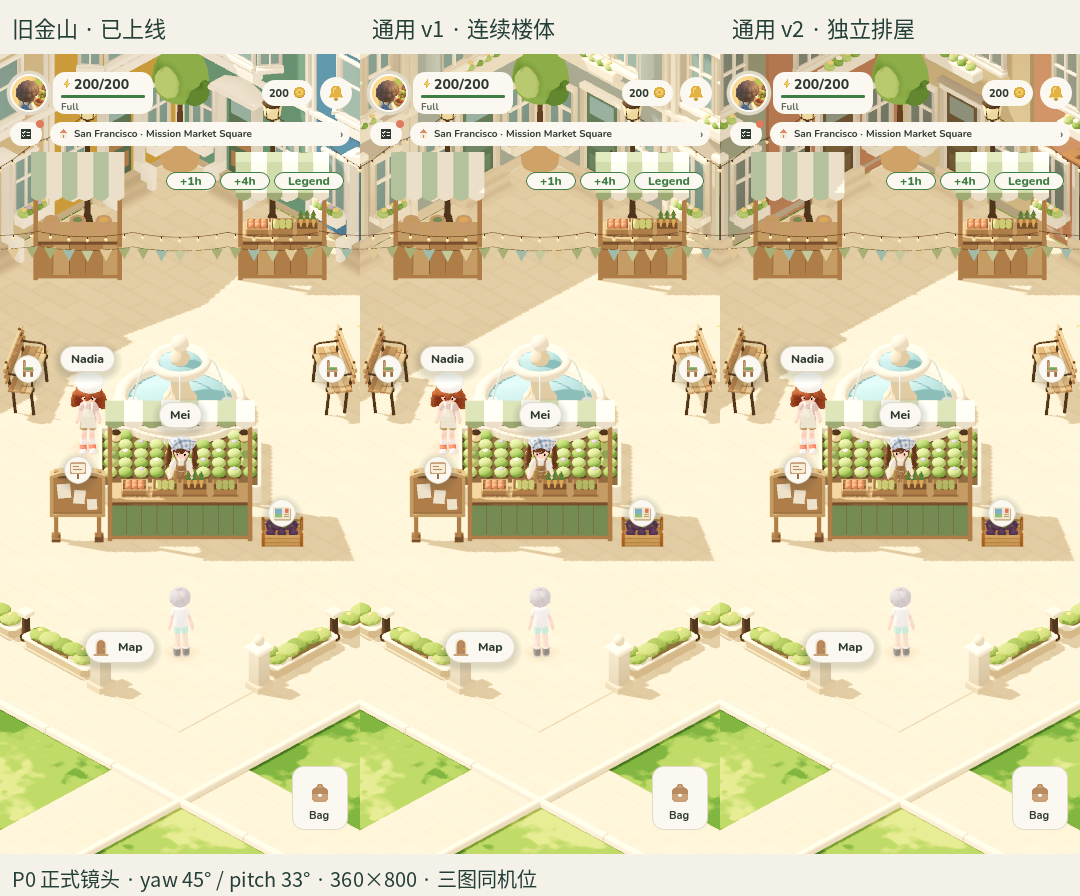 旧金山 · 已上线
通用 v1 · 连续楼体
通用 v2 · 独立排屋
200/200
Full
200
San Francisco · Mission Market Square ›
+1h
+4h
Legend
Nadia
Mei
Map
Bag
200/200
Full
200
San Francisco · Mission Market Square ›
+1h
+4h
Legend
Nadia
Mei
Map
Bag
200/200
Full
200
San Francisco · Mission Market Square ›
+1h
+4h
Legend
Nadia
Mei
Map
Bag
P0 正式镜头 · yaw 45° / pitch 33° · 360×800 · 三图同机位